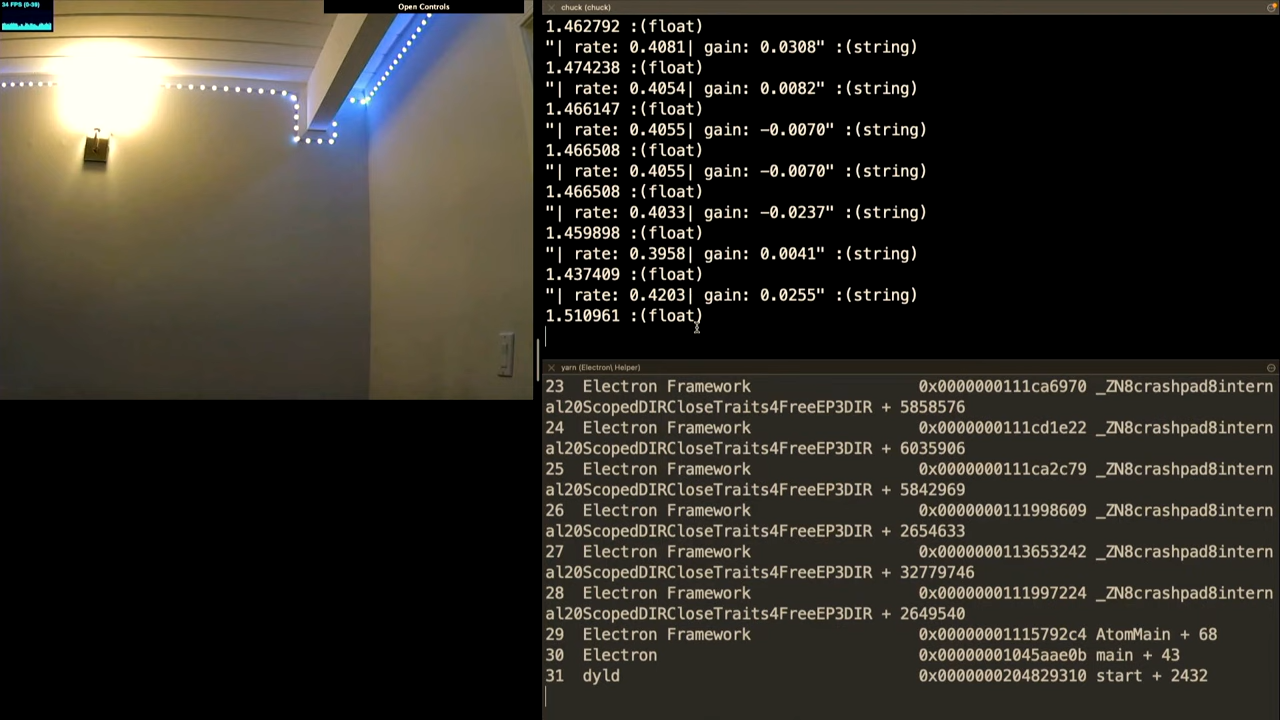 34 FPS (0-36)
Open Controls
chuck (chuck)
1.462792 :(float)
"| rate: 0.4081| gain: 0.0308" :(string)
1.474238 :(float)
"| rate: 0.4054| gain: 0.0082" :(string)
1.466147 :(float)
"| rate: 0.4055| gain: -0.0070" :(string)
1.466508 :(float)
"| rate: 0.4055| gain: -0.0070" :(string)
1.466508 :(float)
"| rate: 0.4033| gain: -0.0237" :(string)
1.459898 :(float)
"| rate: 0.3958| gain: 0.0041" :(string)
1.437409 :(float)
"| rate: 0.4203| gain: 0.0255" :(string)
1.510961 :(float)
yarn (Electron\ Helper)
23 Electron Framework 0x0000000111ca6970 _ZN8crashpad8intern
al20ScopedDIRCloseTraits4FreeEP3DIR + 5858576
24 Electron Framework 0x0000000111cd1e22 _ZN8crashpad8intern
al20ScopedDIRCloseTraits4FreeEP3DIR + 6035906
25 Electron Framework 0x0000000111ca2c79 _ZN8crashpad8intern
al20ScopedDIRCloseTraits4FreeEP3DIR + 5842969
26 Electron Framework 0x0000000111998609 _ZN8crashpad8intern
al20ScopedDIRCloseTraits4FreeEP3DIR + 2654633
27 Electron Framework 0x0000000113653242 _ZN8crashpad8intern
al20ScopedDIRCloseTraits4FreeEP3DIR + 32779746
28 Electron Framework 0x0000000111997224 _ZN8crashpad8intern
al20ScopedDIRCloseTraits4FreeEP3DIR + 2649540
29 Electron Framework 0x00000001115792c4 AtomMain + 68
30 Electron 0x00000001045aae0b main + 43
31 dyld 0x0000000204829310 start + 2432